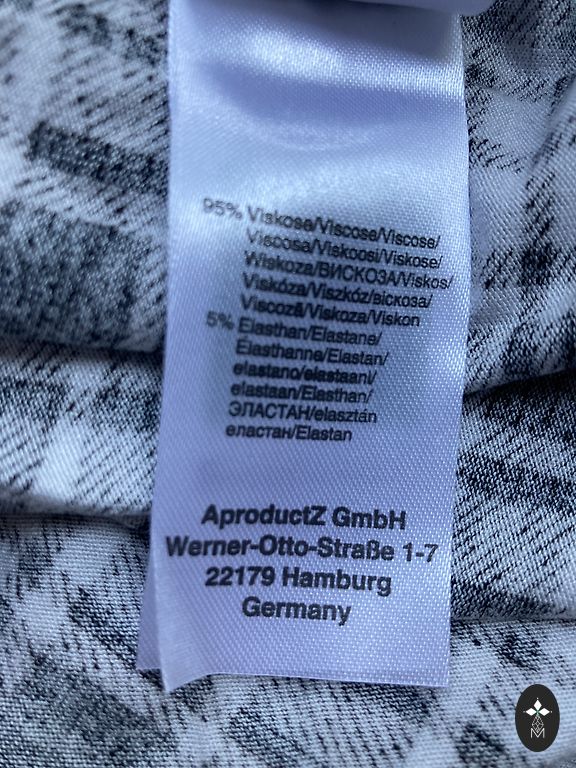 95% Viskose/Viscose/Viscose/
Viscosa/Viskoosi/Viskose/
Wiskoza/ВИСКОЗА/Viskos/
Viskóza/Viszkóz/віскоза/
Viscoză/Viskoza/Viskon
5% Elasthan/Elastane/
Élasthanne/Elastan/
elastano/elastaani/
elastaan/Elasthan/
ЭЛАСТАН/elasztán
еластан/Elastan
AproductZ GmbH
Werner-Otto-Straße 1-7
22179 Hamburg
Germany
M